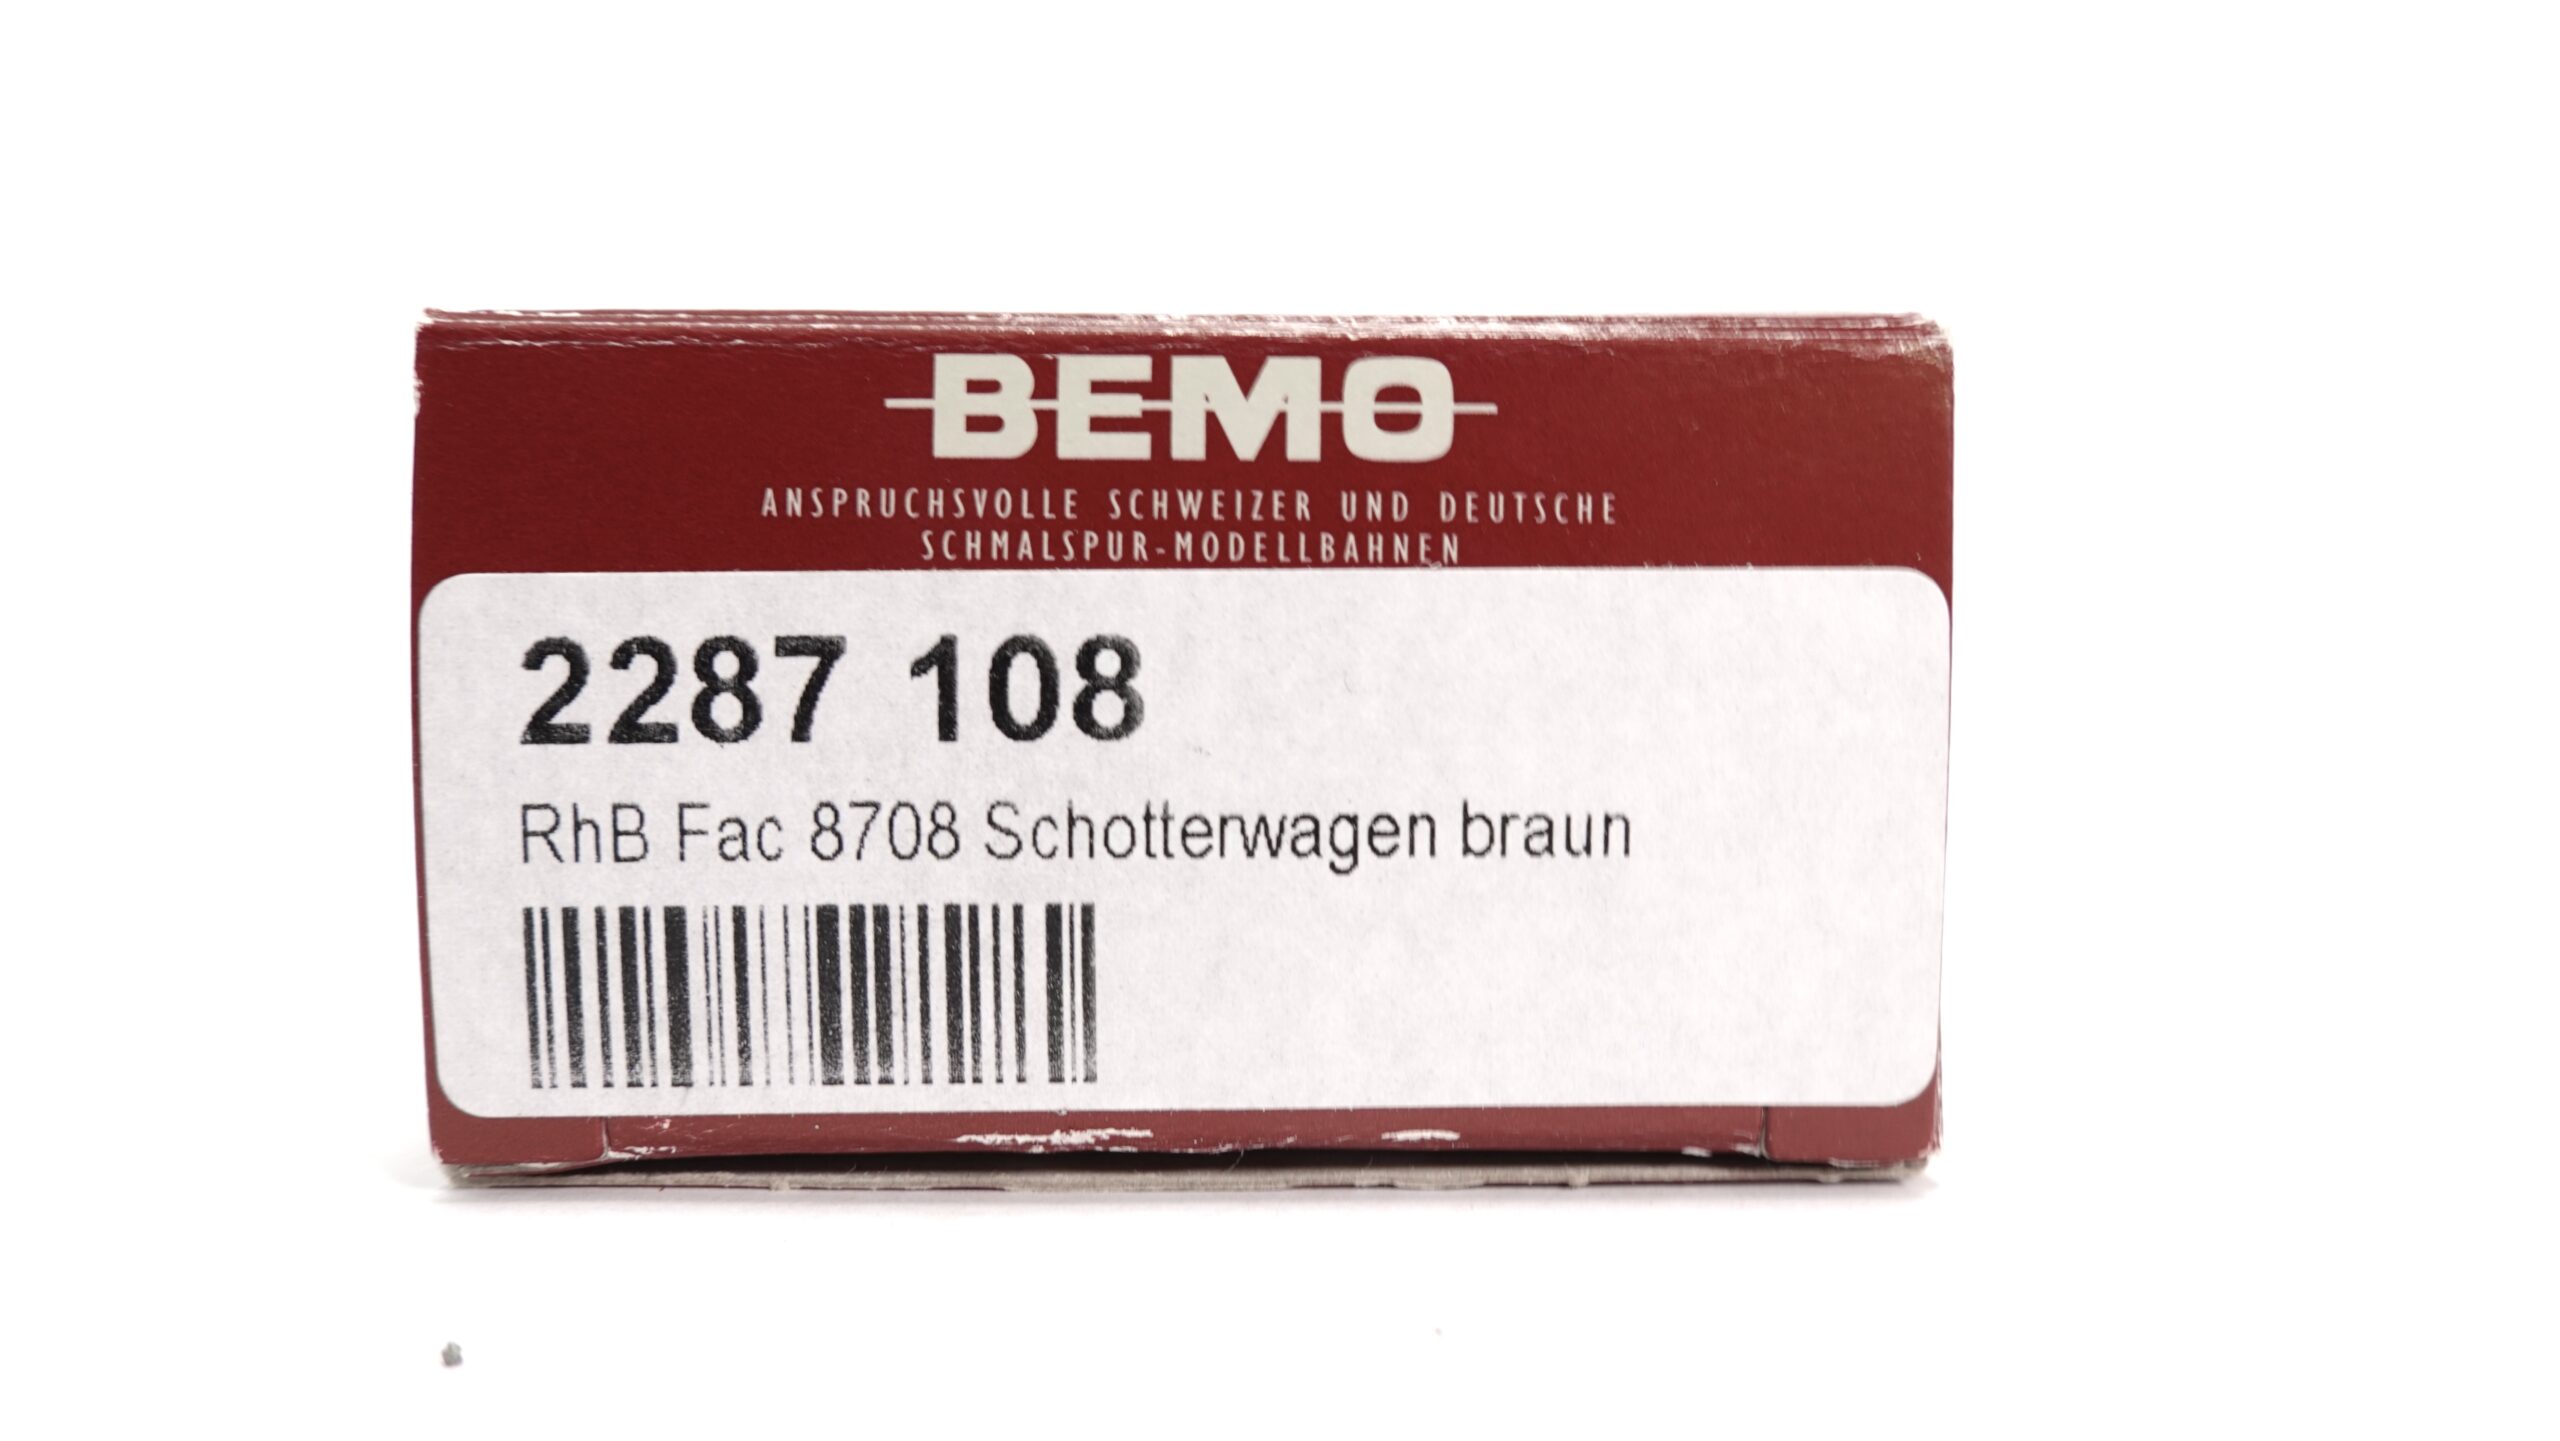 BEMO
ANSPRUCHSVOLLE SCHWEIZER UND DEUTSCHE
SCHMALSPUR-MODELLBAHNEN
2287 108
RhB Fac 8708 Schotterwagen braun